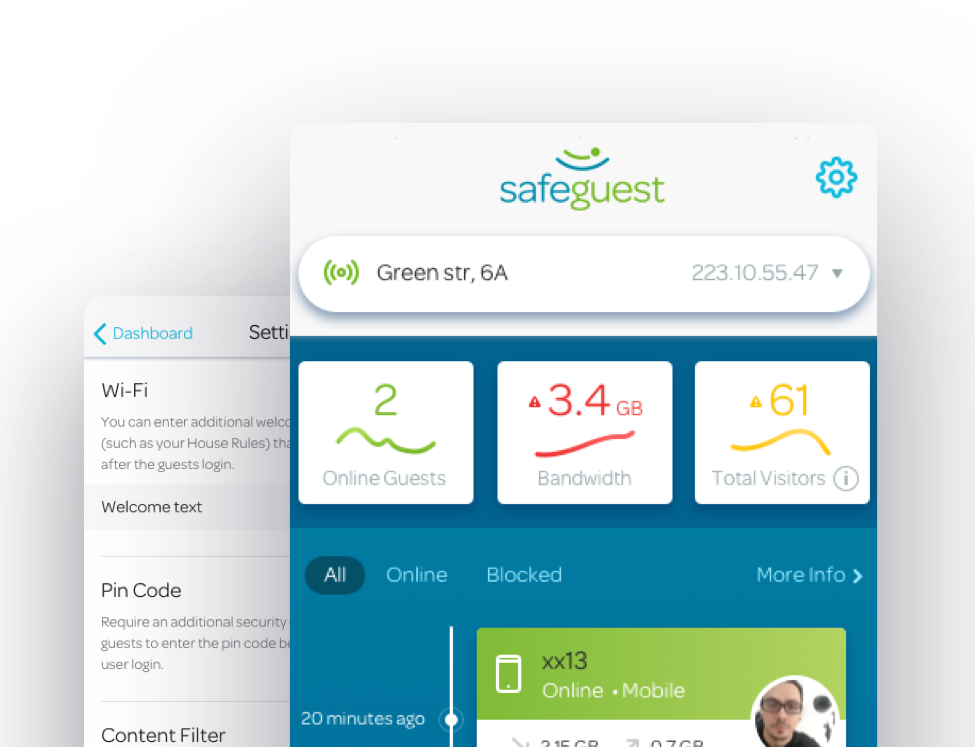 safeguest
Green str, 6A 223.10.55.47
Dashboard
Setti
Wi-Fi
You can enter additional welco
(such as your House Rules) tha
after the guests login.
Welcome text
Pin Code
Require an additional security
guests to enter the pin code be
user login.
Content Filter
2
Online Guests
3.4 GB
Bandwidth
61
Total Visitors
All Online Blocked More Info
20 minutes ago
xx13
Online • Mobile
2.15 GB 0.7 GB